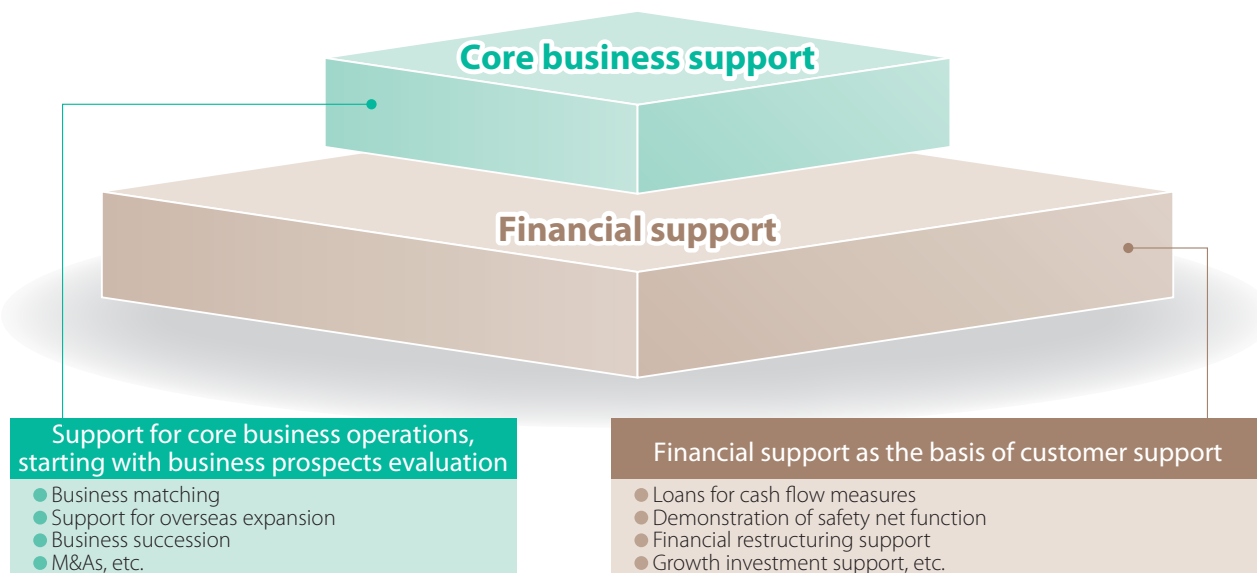 Core business support
Financial support
Support for core business operations,
starting with business prospects evaluation
● Business matching
● Support for overseas expansion
● Business succession
● M&As, etc.
Financial support as the basis of customer support
● Loans for cash flow measures
● Demonstration of safety net function
● Financial restructuring support
● Growth investment support, etc.